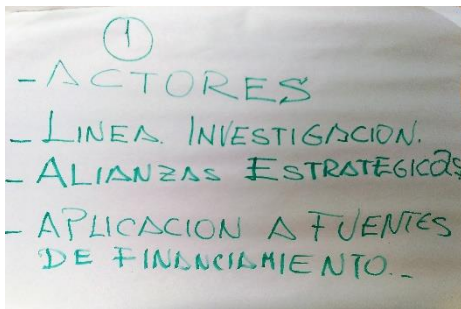 1
- ACTORES
- LINEA. INVESTIGACION.
- ALIANZAS ESTRATEGICAS
- APLICACION A FUENTES
DE FINANCIAMIENTO._